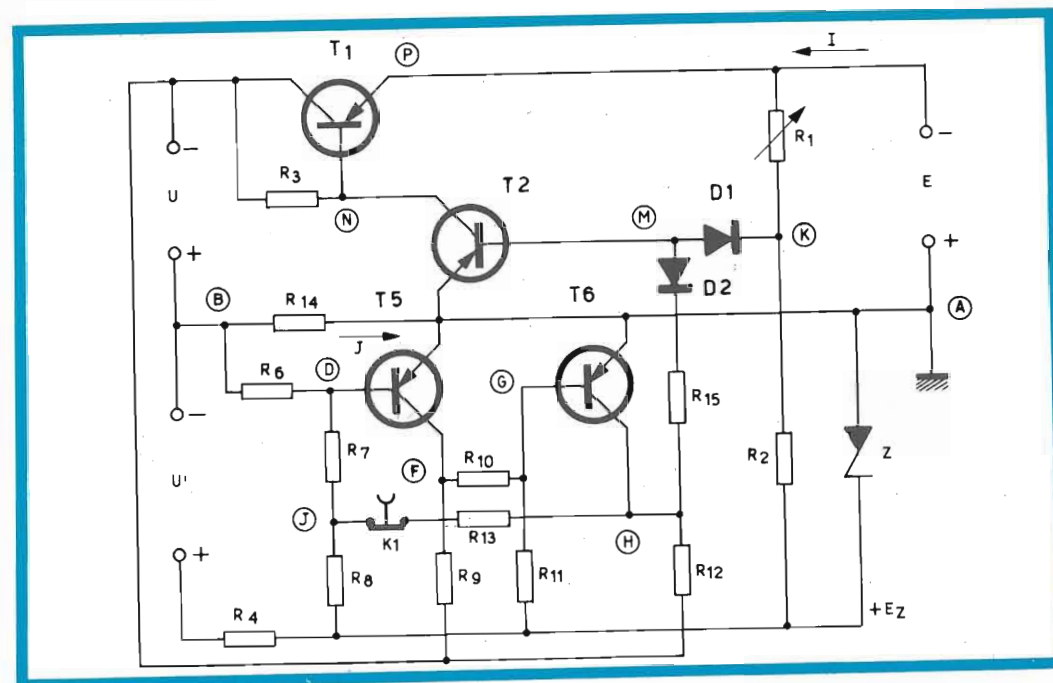 T1
P
I
R1
R3
N
T2
M
D1
K
U
E
-
+
-
+
B
R14
T5
J
T6
D2
A
R6
D
G
R7
R15
R2
Z
F
R10
J
K1
R13
H
-
U'
+
R8
R9
R11
R12
R4
+EZ